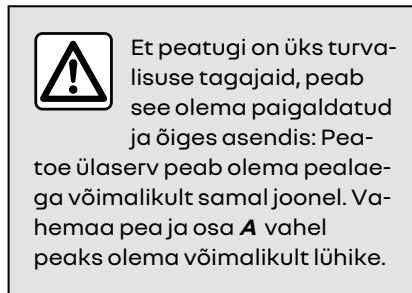 Et peatugi on üks turva-
lisuse tagajaid, peab
see olema paigaldatud
ja õiges asendis: Pea-
toe ülaserv peab olema pealae-
ga võimalikult samal joonel. Va-
hemaa pea ja osa A vahel
peaks olema võimalikult lühike.